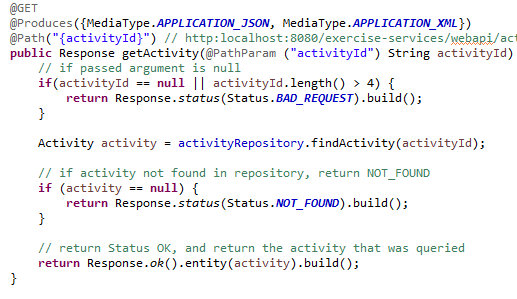 @GET
@Produces({MediaType.APPLICATION_JSON, MediaType.APPLICATION_XML})
@Path("{activityId}") // http:localhost:8080/exercise-services/webapi/act
public Response getActivity(@PathParam ("activityId") String activityId)
// if passed argument is null
if(activityId == null || activityId.length() > 4) {
return Response.status(Status.BAD_REQUEST).build();
}
Activity activity = activityRepository.findActivity(activityId);
// if activity not found in repository, return NOT_FOUND
if (activity == null) {
return Response.status(Status.NOT_FOUND).build();
}
// return Status OK, and return the activity that was queried
return Response.ok().entity(activity).build();
}